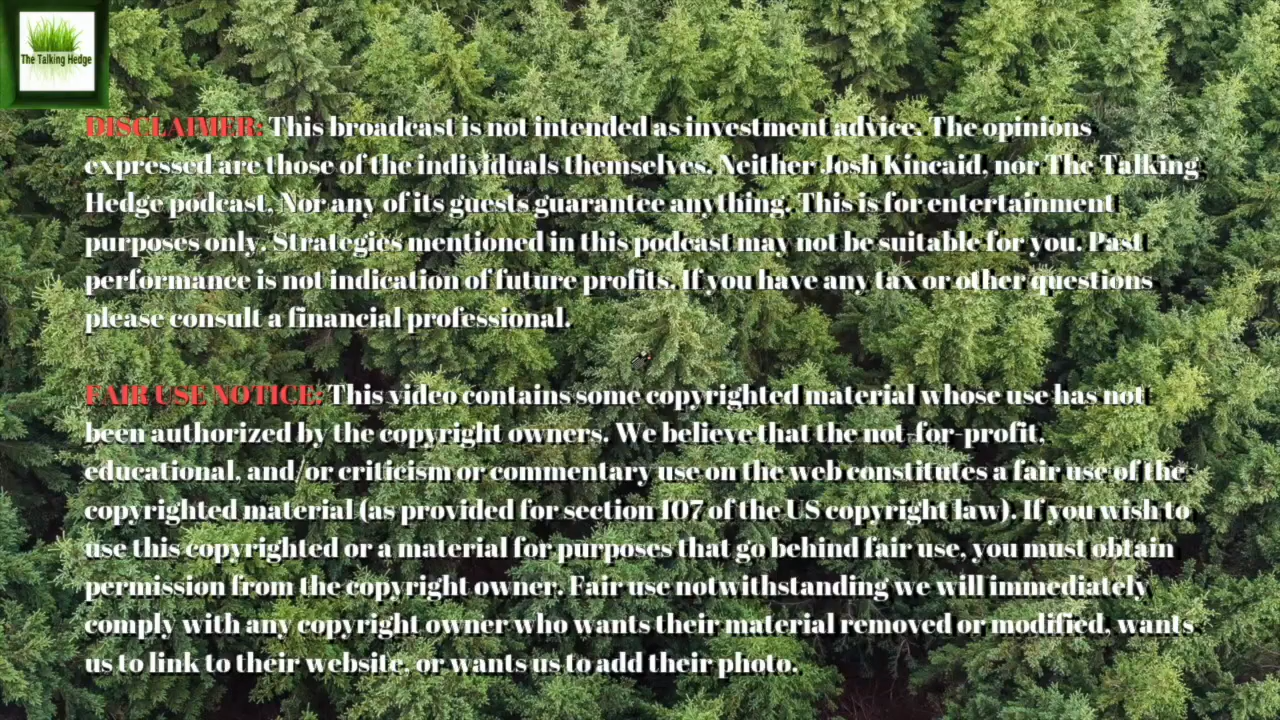 The Talking Hedge
DISCLAIMER: This broadcast is not intended as investment advice. The opinions
expressed are those of the individuals themselves. Neither Josh Kincaid, nor The Talking
Hedge podcast, Nor any of its guests guarantee anything. This is for entertainment
purposes only. Strategies mentioned in this podcast may not be suitable for you. Past
performance is not indication of future profits. If you have any tax or other questions
please consult a financial professional.
FAIR USE NOTICE: This video contains some copyrighted material whose use has not
been authorized by the copyright owners. We believe that the not-for-profit,
educational, and/or criticism or commentary use on the web constitutes a fair use of the
copyrighted material (as provided for section 107 of the US copyright law). If you wish to
use this copyrighted or a material for purposes that go behind fair use, you must obtain
permission from the copyright owner. Fair use notwithstanding we will immediately
comply with any copyright owner who wants their material removed or modified, wants
us to link to their website, or wants us to add their photo.